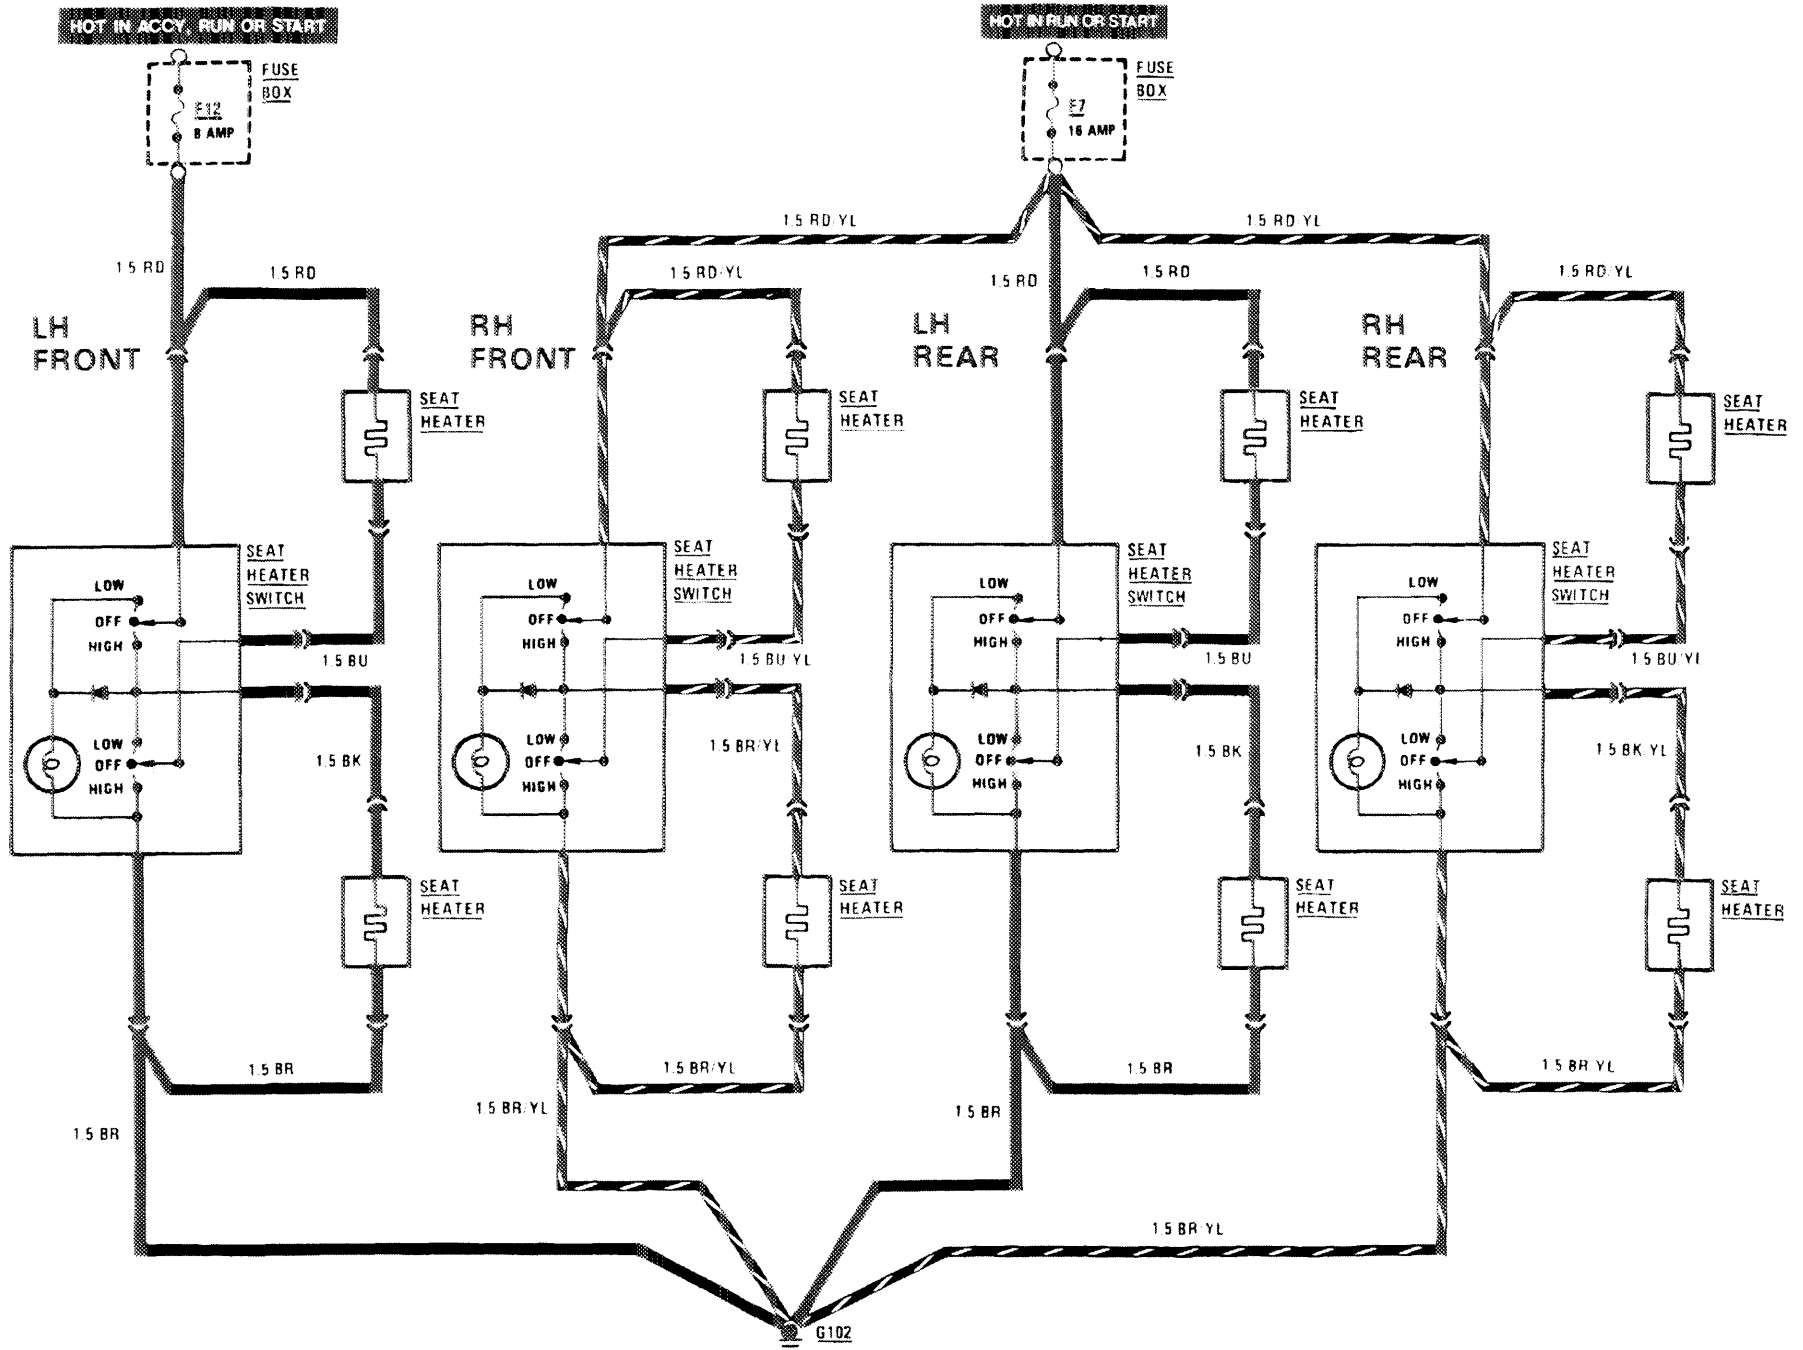 HOT IN ACCY, RUN OR START
HOT IN RUN OR START
FUSE
BOX
F12
8 AMP
FUSE
BOX
F7
16 AMP
1.5 RD/YL
1.5 RD YL
1.5 RD
1.5 RD
1.5 RD/YL
1.5 RD
1.5 RD
1.5 RD/YL
LH
FRONT
RH
FRONT
LH
REAR
RH
REAR
SEAT
HEATER
SEAT
HEATER
SEAT
HEATER
SEAT
HEATER
SEAT
HEATER
SWITCH
SEAT
HEATER
SWITCH
SEAT
HEATER
SWITCH
SEAT
HEATER
SWITCH
LOW
OFF
HIGH
LOW
OFF
HIGH
LOW
OFF
HIGH
LOW
OFF
HIGH
1.5 BU
1.5 BU YL
1.5 BU
1.5 BU YL
LOW
OFF
HIGH
LOW
OFF
HIGH
LOW
OFF
HIGH
LOW
OFF
HIGH
1.5 BK
1.5 BR/YL
1.5 BK
1.5 BK YL
SEAT
HEATER
SEAT
HEATER
SEAT
HEATER
SEAT
HEATER
1.5 BR
1.5 BR/YL
1.5 BR
1.5 BR YL
1.5 BR
1.5 BR/YL
1.5 BR
1.5 BR YL
G102